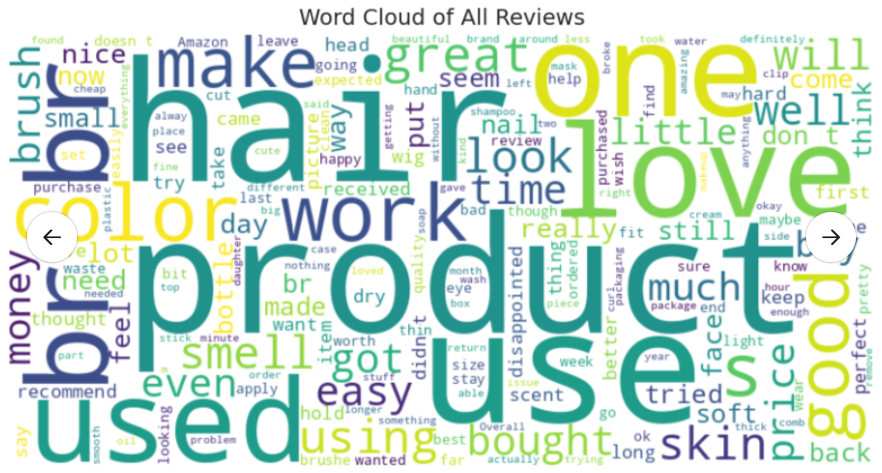 Word Cloud of All Reviews
found
doesn t
Amazon
leave
beautiful
brand
around
less
took
water
definitely
nice
make
head
going
great
one
will
now
cheap
expected
seem
left
mask
help
broke
amazing
clip
come
brush
br
hair
everything
cut
hand
may
hard
well
think
small
alway
place
see
came
said
clean
way
getting
put
without
shampoo
nail
two
review
find
little
don t
anything
set
easily
fine
cute
picture
happy
wig
kind
look
purchased
wish
love
makeup
try
take
purchase
different
received
time
right
first
color
plastic
last
big
work
gave
bad
though
cream
okay
maybe
day
soap
really
fit
still
side
lot
daughter
case
nothing
quality
product
money
waste
need
needed
bit
top
bottle
br
loved
dry
month
wash
eye
box
disappointed
thing
ordered
piece
curl
packaging
sure
much
package
know
hour
keep
enough
pretty
made
thought
feel
want
item
thin
end
good
br
stick
minute
worth
didn t
return
size
stay
able
use
better
face
light
perfect
remove
part
smell
got
week
year
s
price
recommend
even
order
apply
stuff
easy
issue
scent
tried
soft
wear
used
looking
hold
longer
something
Overall
go
thick
comb
say
smooth
oil
problem
using
brushe
wanted
best
far
bought
actually
trying
ok
long
skin
back